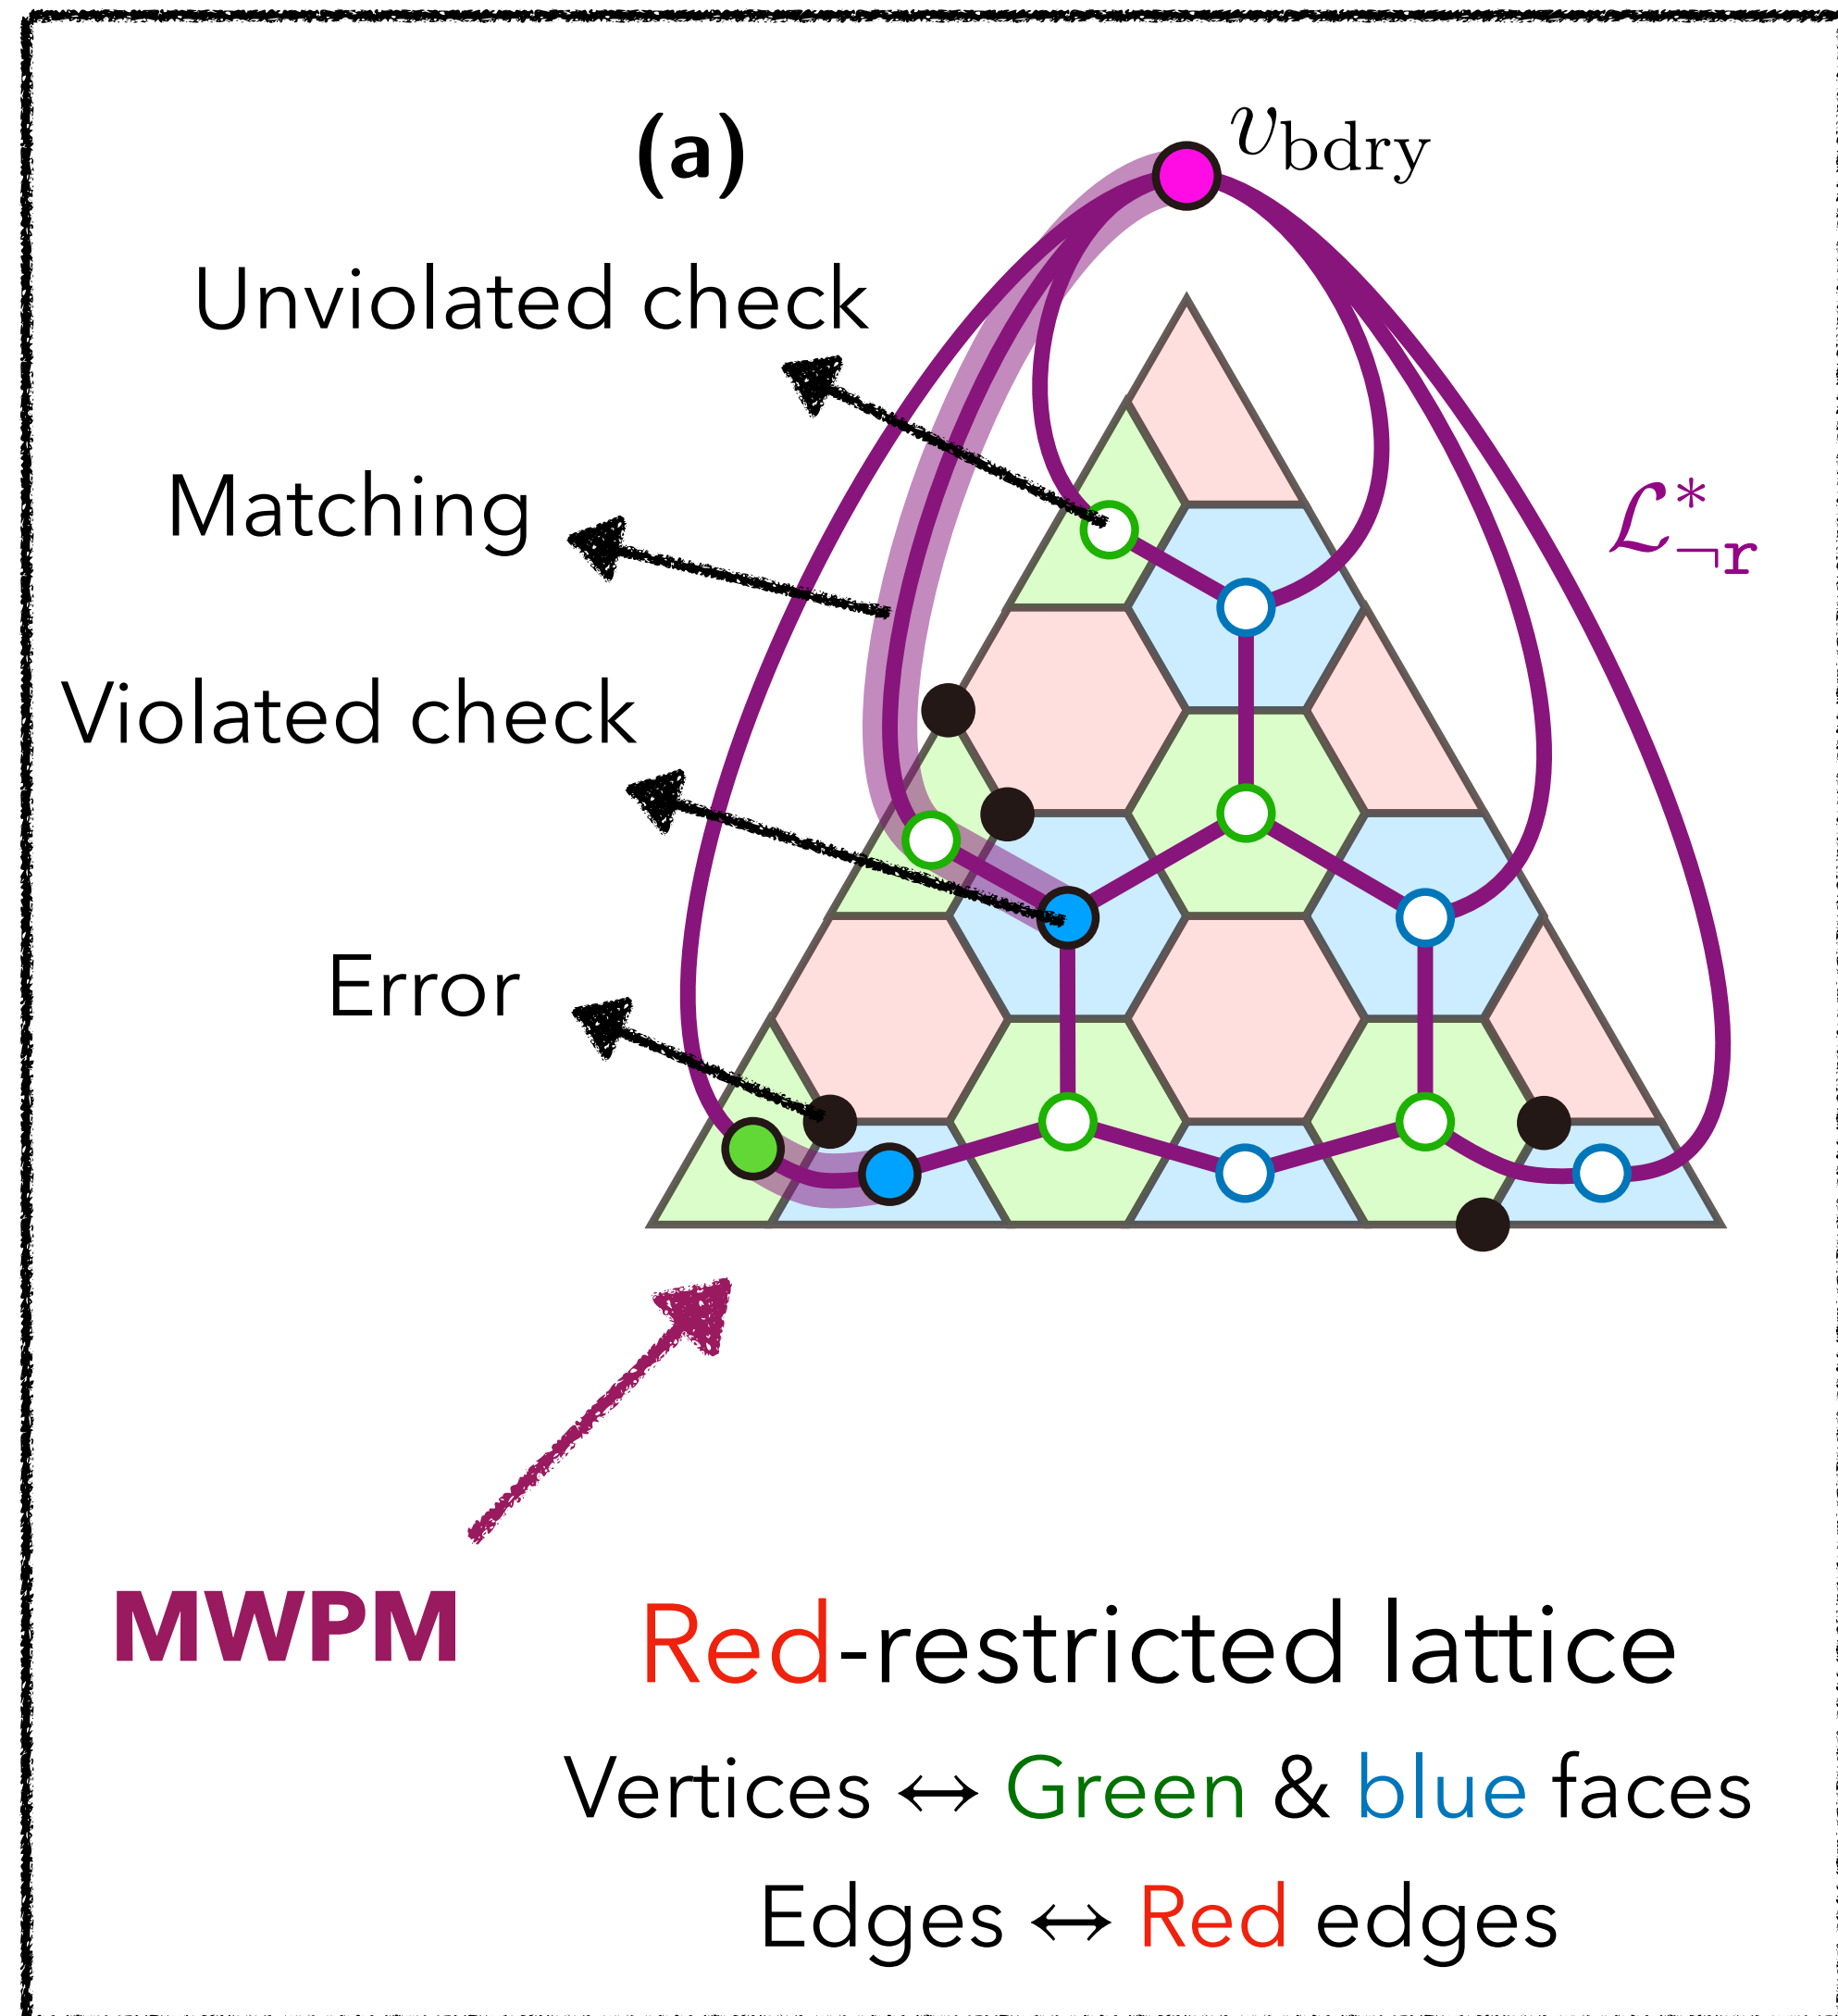 (a)
v_bdry
Unviolated check
Matching
ℒ*_¬r
Violated check
Error
MWPM
Red-restricted lattice
Vertices ↔ Green & blue faces
Edges ↔ Red edges